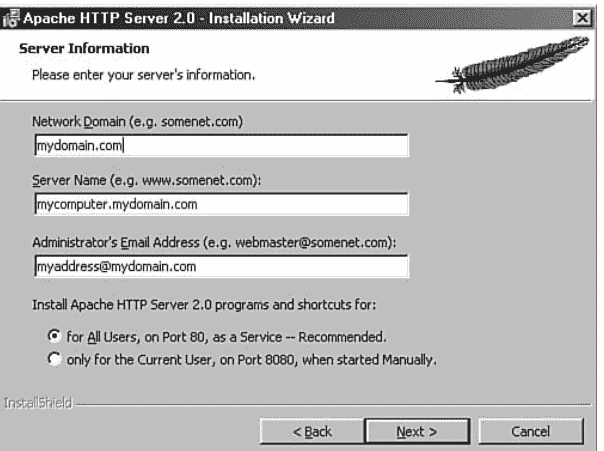 Apache HTTP Server 2.0 - Installation Wizard
Server Information
Please enter your server's information.
Network Domain (e.g. somenet.com)
mydomain.com
Server Name (e.g. www.somenet.com):
mycomputer.mydomain.com
Administrator's Email Address (e.g. webmaster@somenet.com):
myaddress@mydomain.com
Install Apache HTTP Server 2.0 programs and shortcuts for:
for All Users, on Port 80, as a Service -- Recommended.
only for the Current User, on Port 8080, when started Manually.
InstallShield
< Back Next > Cancel